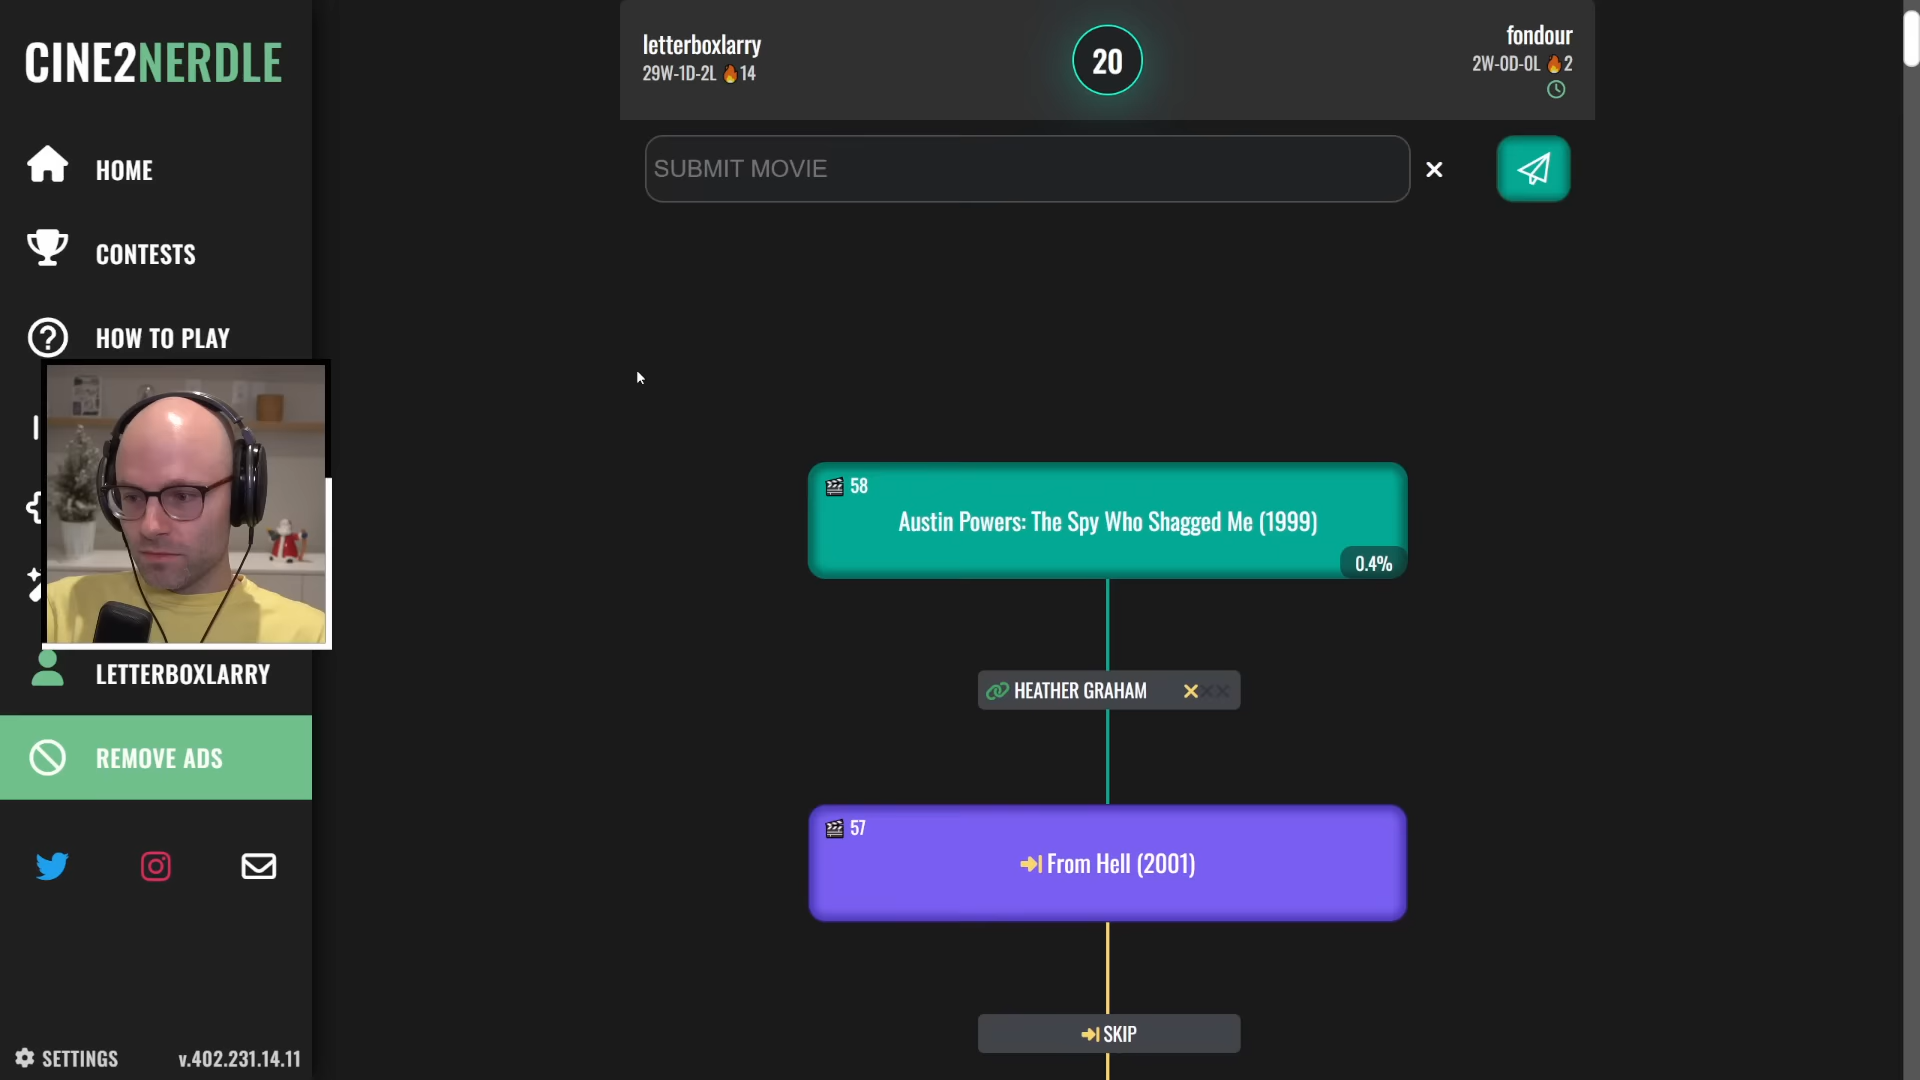 CINE2NERDLE
HOME
CONTESTS
HOW TO PLAY
LETTERBOXLARRY
REMOVE ADS
SETTINGS
v.402.231.14.11
letterboxlarry
29W-1D-2L 🔥14
20
fondour
2W-0D-0L 🔥2
SUBMIT MOVIE
58
Austin Powers: The Spy Who Shagged Me (1999)
0.4%
HEATHER GRAHAM
57
From Hell (2001)
SKIP